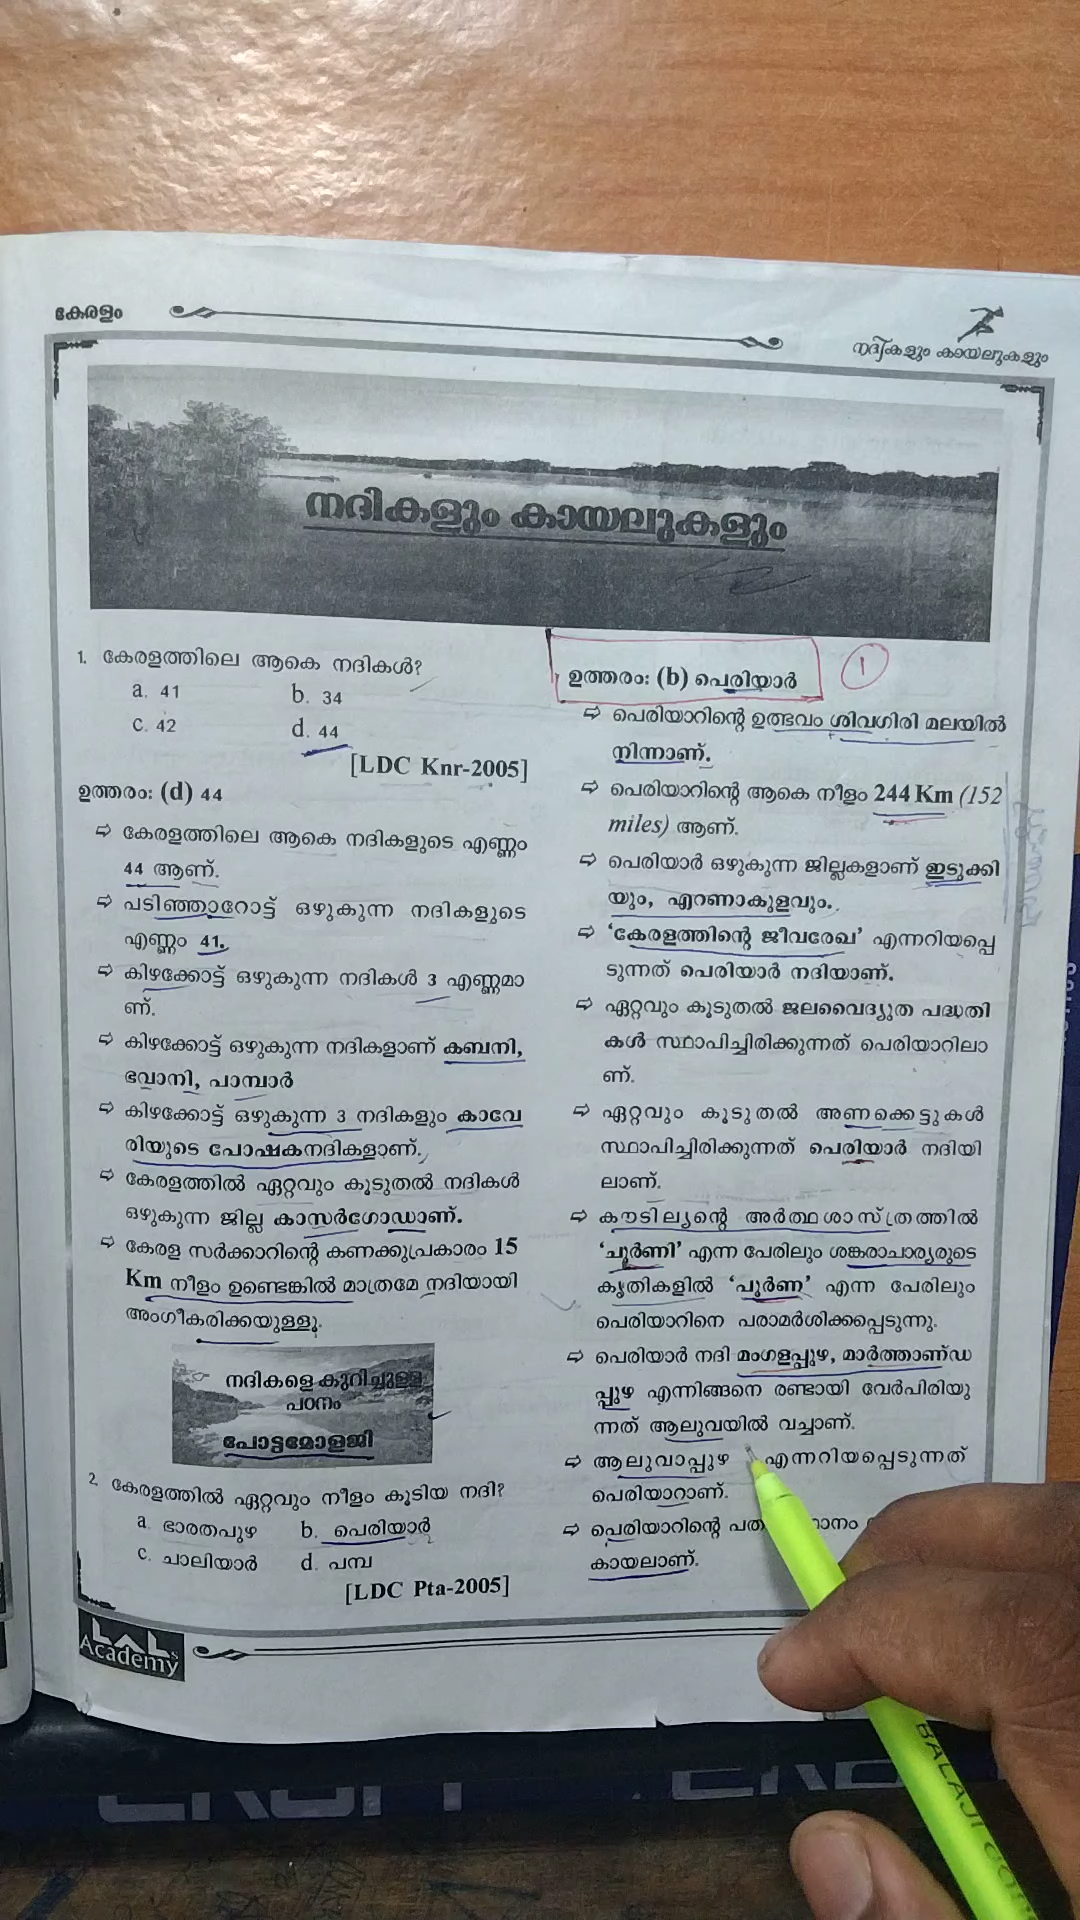 കേരളം
നദികളും കായലുകളും
നദികളും കായലുകളും
1. കേരളത്തിലെ ആകെ നദികൾ?
a. 41 b. 34
c. 42 d. 44
[LDC Knr-2005]
ഉത്തരം: (d) 44
⇨ കേരളത്തിലെ ആകെ നദികളുടെ എണ്ണം
44 ആണ്.
⇨ പടിഞ്ഞാറോട്ട് ഒഴുകുന്ന നദികളുടെ
എണ്ണം 41.
⇨ കിഴക്കോട്ട് ഒഴുകുന്ന നദികൾ 3 എണ്ണമാ
ണ്.
⇨ കിഴക്കോട്ട് ഒഴുകുന്ന നദികളാണ് കബനി,
ഭവാനി, പാമ്പാർ
⇨ കിഴക്കോട്ട് ഒഴുകുന്ന 3 നദികളും കാവേ
രിയുടെ പോഷകനദികളാണ്.
⇨ കേരളത്തിൽ ഏറ്റവും കൂടുതൽ നദികൾ
ഒഴുകുന്ന ജില്ല കാസർഗോഡാണ്.
⇨ കേരള സർക്കാറിന്റെ കണക്കുപ്രകാരം 15
Km നീളം ഉണ്ടെങ്കിൽ മാത്രമേ നദിയായി
അംഗീകരിക്കയുള്ളൂ.
നദികളെ കുറിച്ചുള്ള
പഠനം
പോട്ടമോളജി
2. കേരളത്തിൽ ഏറ്റവും നീളം കൂടിയ നദി?
a. ഭാരതപുഴ b. പെരിയാർ
c. ചാലിയാർ d. പമ്പ
[LDC Pta-2005]
ഉത്തരം: (b) പെരിയാർ
1
⇨ പെരിയാറിന്റെ ഉത്ഭവം ശിവഗിരി മലയിൽ
നിന്നാണ്.
⇨ പെരിയാറിന്റെ ആകെ നീളം 244 Km (152
miles) ആണ്.
⇨ പെരിയാർ ഒഴുകുന്ന ജില്ലകളാണ് ഇടുക്കി
യും, എറണാകുളവും.
⇨ 'കേരളത്തിന്റെ ജീവരേഖ' എന്നറിയപ്പെ
ടുന്നത് പെരിയാർ നദിയാണ്.
⇨ ഏറ്റവും കൂടുതൽ ജലവൈദ്യുത പദ്ധതി
കൾ സ്ഥാപിച്ചിരിക്കുന്നത് പെരിയാറിലാ
ണ്.
⇨ ഏറ്റവും കൂടുതൽ അണക്കെട്ടുകൾ
സ്ഥാപിച്ചിരിക്കുന്നത് പെരിയാർ നദിയി
ലാണ്.
⇨ കൗടില്യന്റെ അർത്ഥശാസ്ത്രത്തിൽ
'ചൂർണി' എന്ന പേരിലും ശങ്കരാചാര്യരുടെ
കൃതികളിൽ 'പൂർണ' എന്ന പേരിലും
പെരിയാറിനെ പരാമർശിക്കപ്പെടുന്നു.
⇨ പെരിയാർ നദി മംഗളപ്പുഴ, മാർത്താണ്ഡ
പ്പുഴ എന്നിങ്ങനെ രണ്ടായി വേർപിരിയു
ന്നത് ആലുവയിൽ വച്ചാണ്.
⇨ ആലുവാപ്പുഴ എന്നറിയപ്പെടുന്നത്
പെരിയാറാണ്.
⇨ പെരിയാറിന്റെ
കായലാണ്.
LAL's
Academy
BALAJI